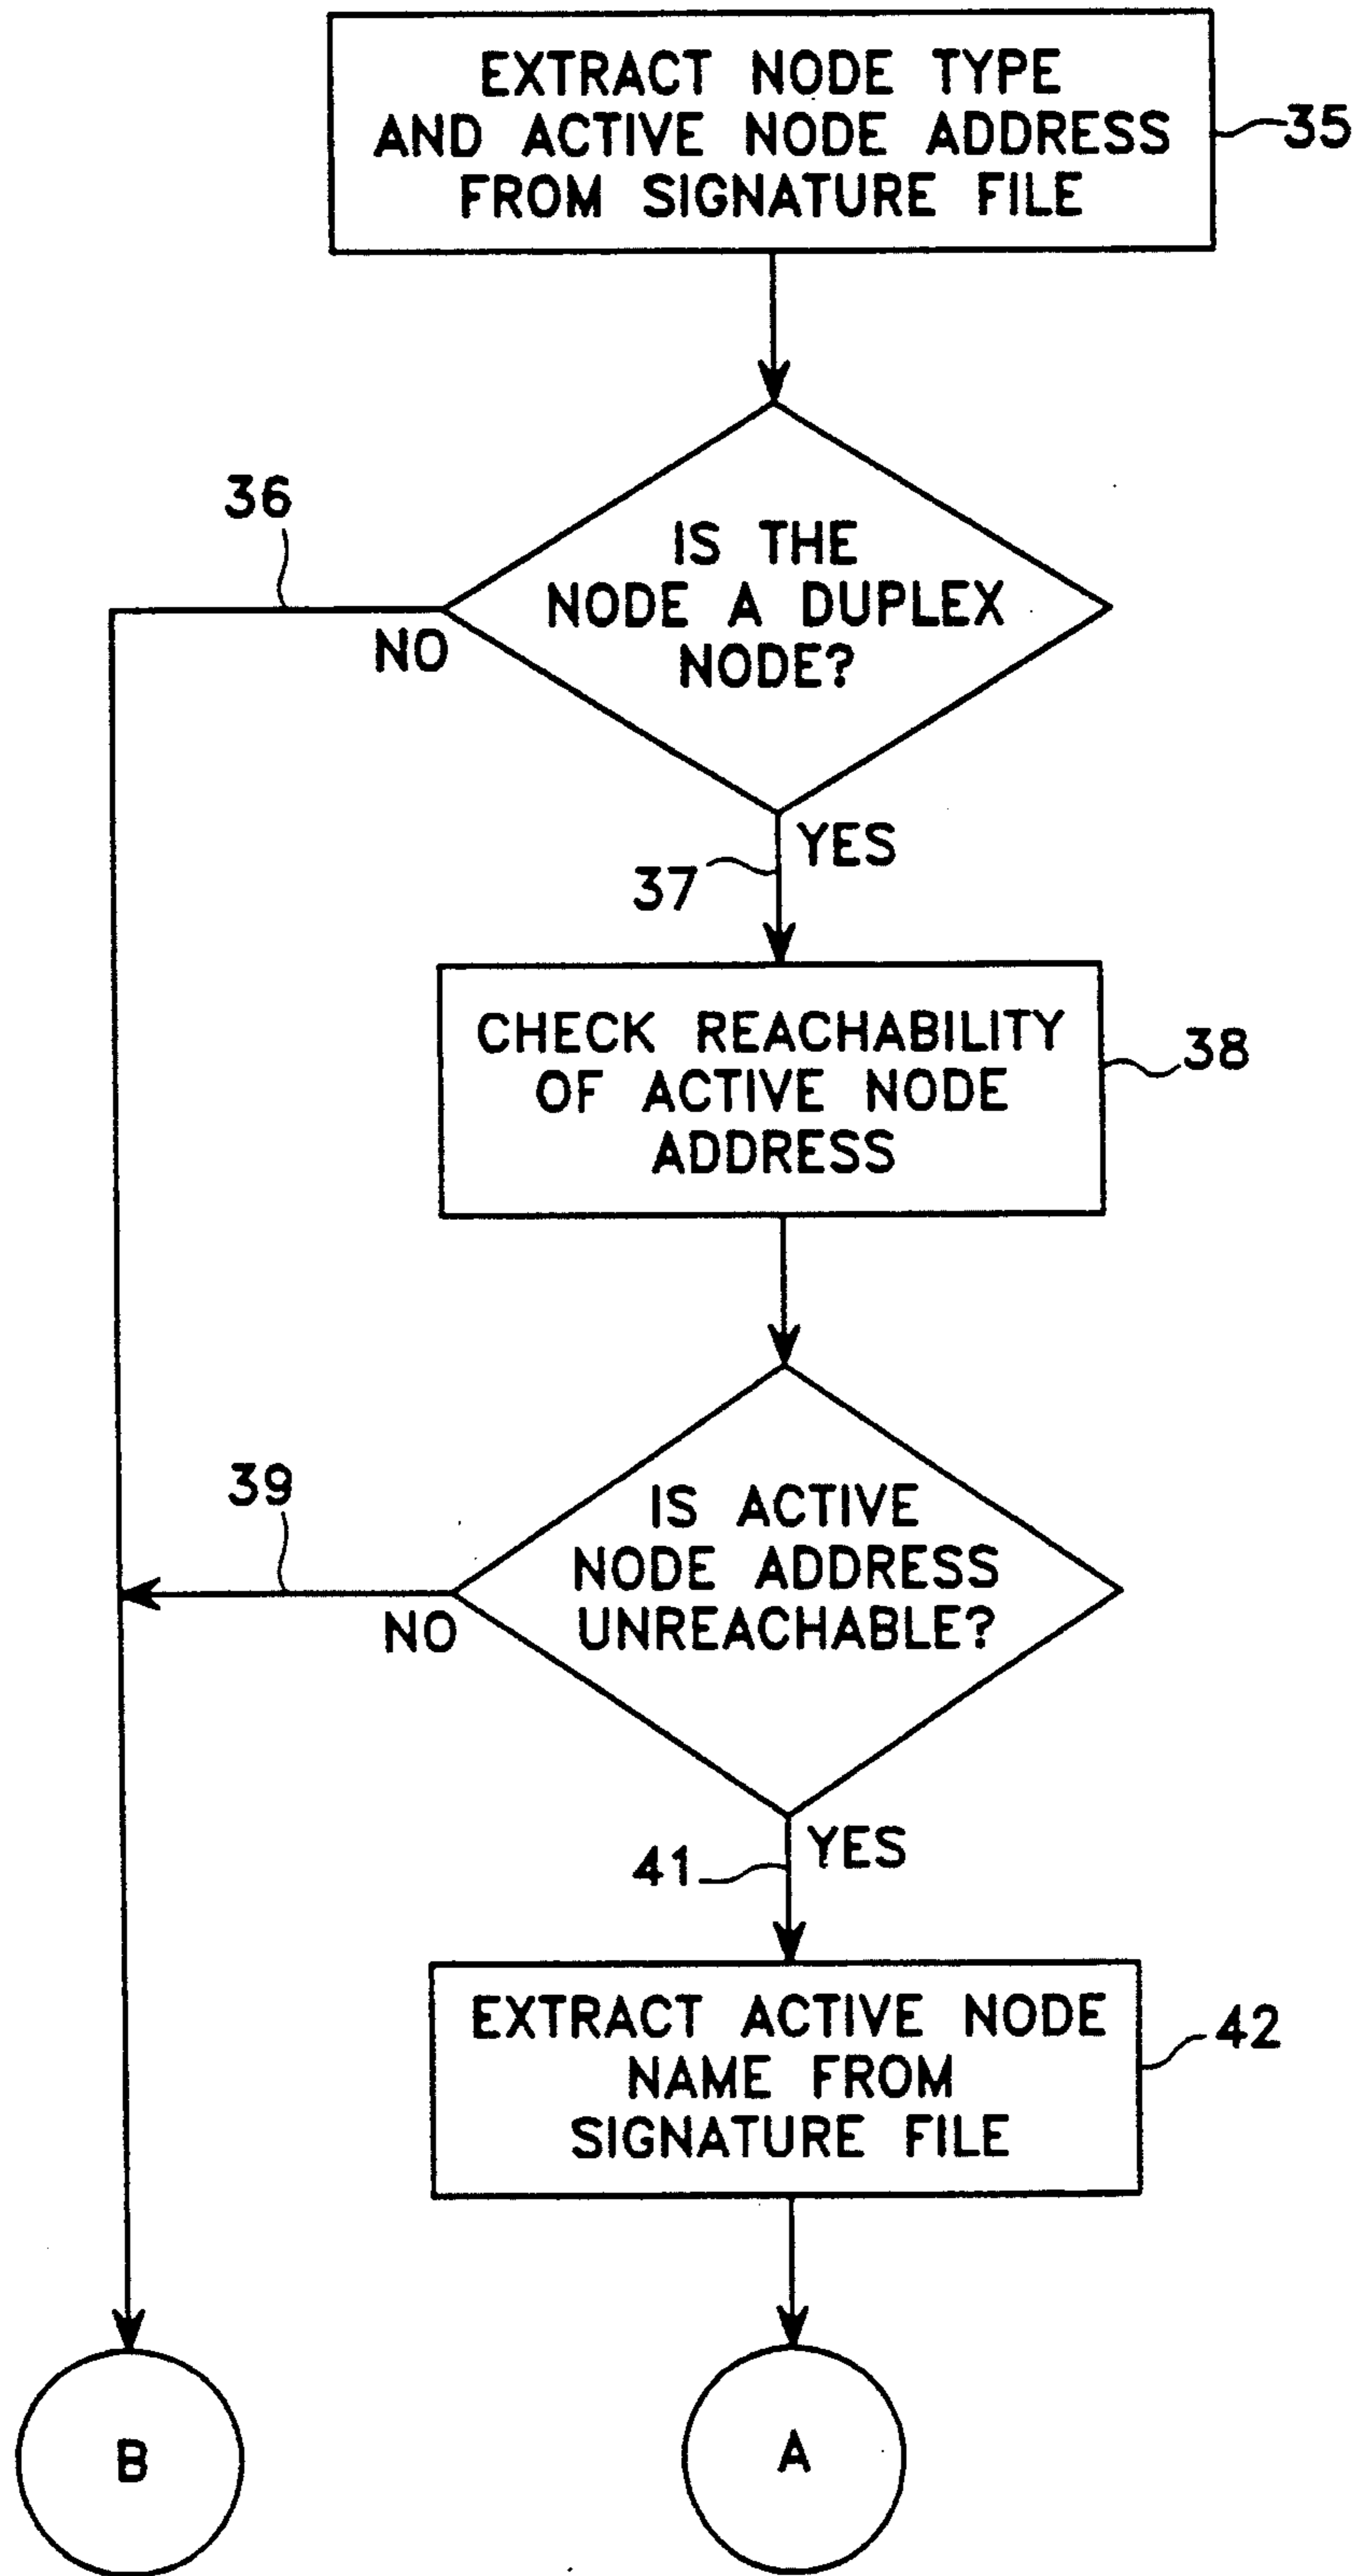 EXTRACT NODE TYPE
AND ACTIVE NODE ADDRESS
FROM SIGNATURE FILE
35
36
IS THE
NODE A DUPLEX
NODE?
NO
YES
37
CHECK REACHABILITY
OF ACTIVE NODE
ADDRESS
38
39
IS ACTIVE
NODE ADDRESS
UNREACHABLE?
NO
YES
41
EXTRACT ACTIVE NODE
NAME FROM
SIGNATURE FILE
42
B
A